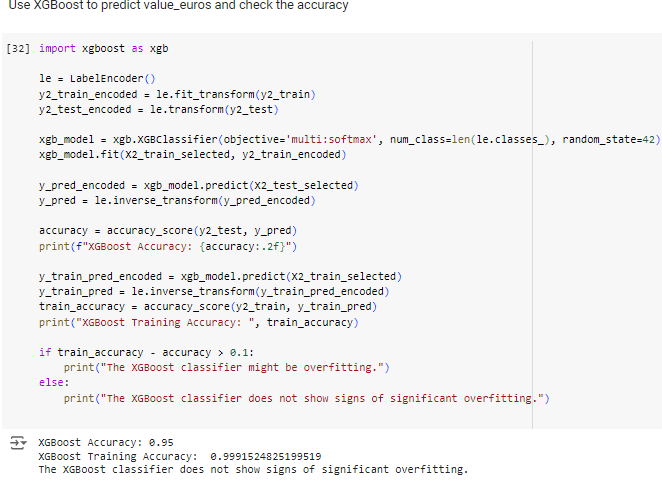 Use XGBoost to predict value_euros and check the accuracy
[32] import xgboost as xgb
le = LabelEncoder()
y2_train_encoded = le.fit_transform(y2_train)
y2_test_encoded = le.transform(y2_test)
xgb_model = xgb.XGBClassifier(objective='multi:softmax', num_class=len(le.classes_), random_state=42)
xgb_model.fit(X2_train_selected, y2_train_encoded)
y_pred_encoded = xgb_model.predict(X2_test_selected)
y_pred = le.inverse_transform(y_pred_encoded)
accuracy = accuracy_score(y2_test, y_pred)
print(f"XGBoost Accuracy: {accuracy:.2f}")
y_train_pred_encoded = xgb_model.predict(X2_train_selected)
y_train_pred = le.inverse_transform(y_train_pred_encoded)
train_accuracy = accuracy_score(y2_train, y_train_pred)
print("XGBoost Training Accuracy: ", train_accuracy)
if train_accuracy - accuracy > 0.1:
    print("The XGBoost classifier might be overfitting.")
else:
    print("The XGBoost classifier does not show signs of significant overfitting.")
XGBoost Accuracy: 0.95
XGBoost Training Accuracy:  0.9991524825199519
The XGBoost classifier does not show signs of significant overfitting.